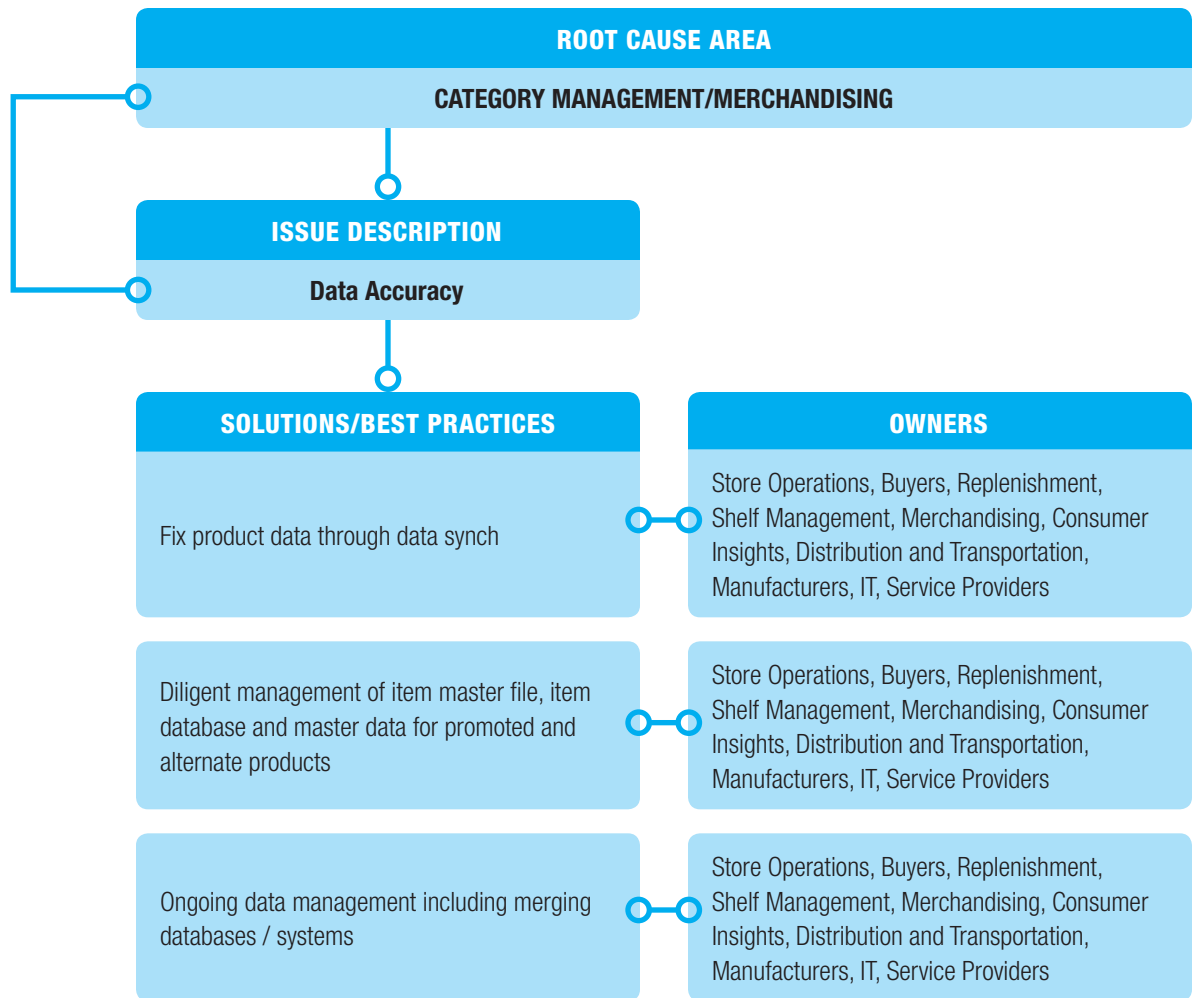 ROOT CAUSE AREA
CATEGORY MANAGEMENT/MERCHANDISING
ISSUE DESCRIPTION
Data Accuracy
SOLUTIONS/BEST PRACTICES
OWNERS
Fix product data through data synch
Store Operations, Buyers, Replenishment,
Shelf Management, Merchandising, Consumer
Insights, Distribution and Transportation,
Manufacturers, IT, Service Providers
Diligent management of item master file, item
database and master data for promoted and
alternate products
Store Operations, Buyers, Replenishment,
Shelf Management, Merchandising, Consumer
Insights, Distribution and Transportation,
Manufacturers, IT, Service Providers
Ongoing data management including merging
databases / systems
Store Operations, Buyers, Replenishment,
Shelf Management, Merchandising, Consumer
Insights, Distribution and Transportation,
Manufacturers, IT, Service Providers